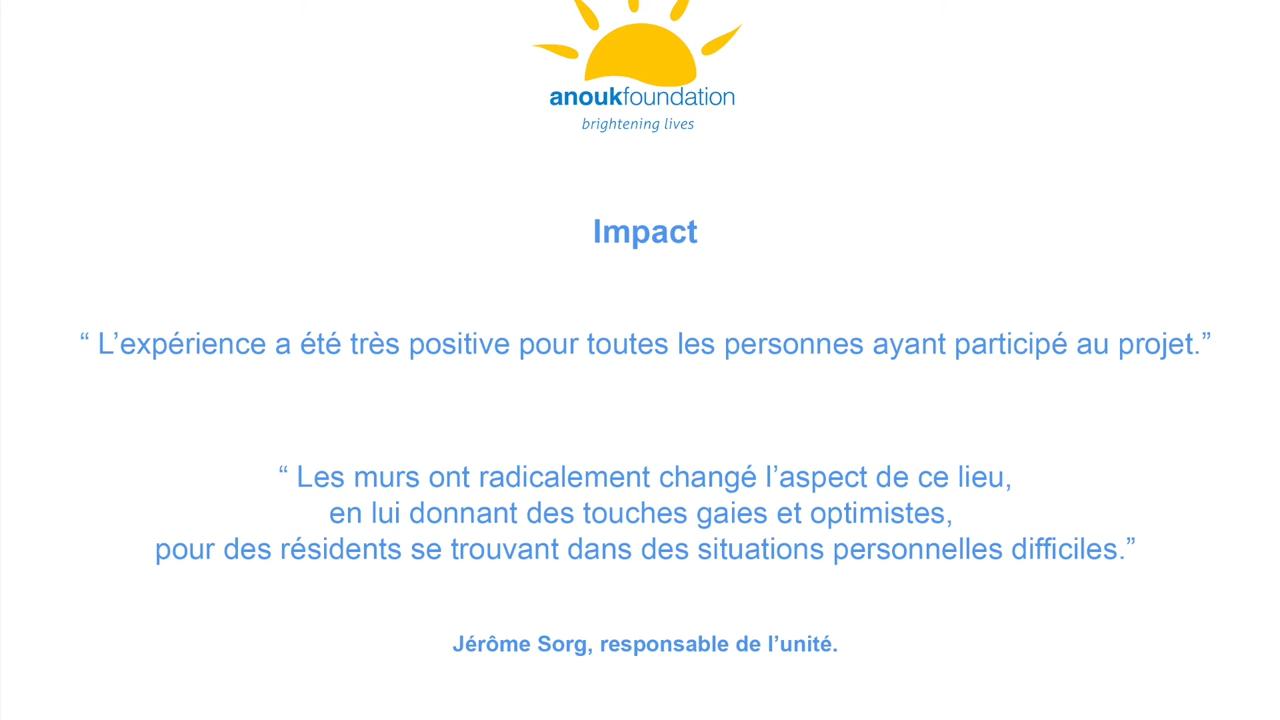 anoukfoundation
brightening lives
Impact
“ L’expérience a été très positive pour toutes les personnes ayant participé au projet.”
“ Les murs ont radicalement changé l’aspect de ce lieu,
en lui donnant des touches gaies et optimistes,
pour des résidents se trouvant dans des situations personnelles difficiles.”
Jérôme Sorg, responsable de l’unité.